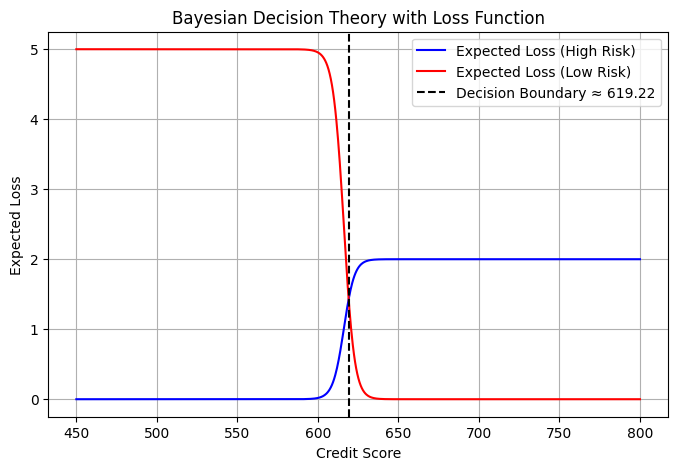 Bayesian Decision Theory with Loss Function
Expected Loss (High Risk)
Expected Loss (Low Risk)
Decision Boundary ≈ 619.22
5
4
3
2
1
0
Expected Loss
450 500 550 600 650 700 750 800
Credit Score